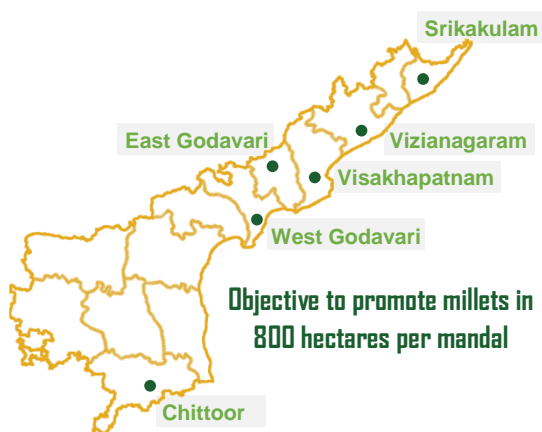 Srikakulam
East Godavari
Vizianagaram
Visakhapatnam
West Godavari
Objective to promote millets in
800 hectares per mandal
Chittoor